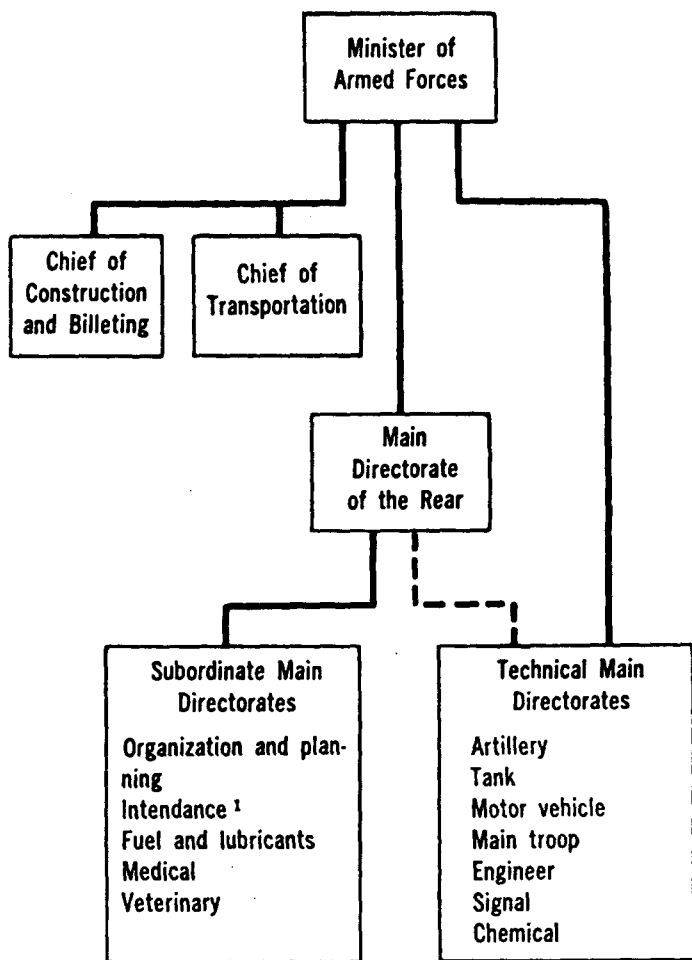 Minister of
Armed Forces
Chief of
Construction
and Billeting
Chief of
Transportation
Main
Directorate
of the Rear
Subordinate Main
Directorates
Organization and plan-
ning
Intendance ¹
Fuel and lubricants
Medical
Veterinary
Technical Main
Directorates
Artillery
Tank
Motor vehicle
Main troop
Engineer
Signal
Chemical